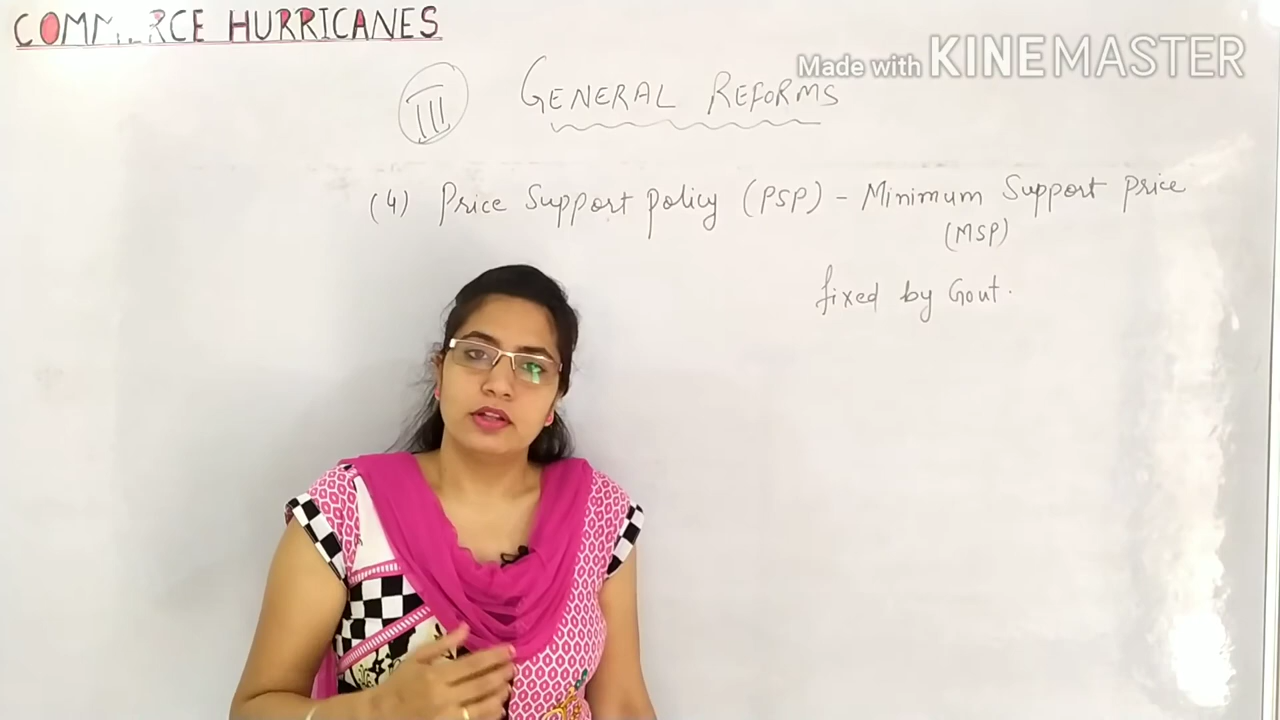 COMMERCE HURRICANES
Made with KINEMASTER
III GENERAL REFORMS
(4) Price Support policy (PSP) - Minimum Support price
(MSP)
fixed by Govt.